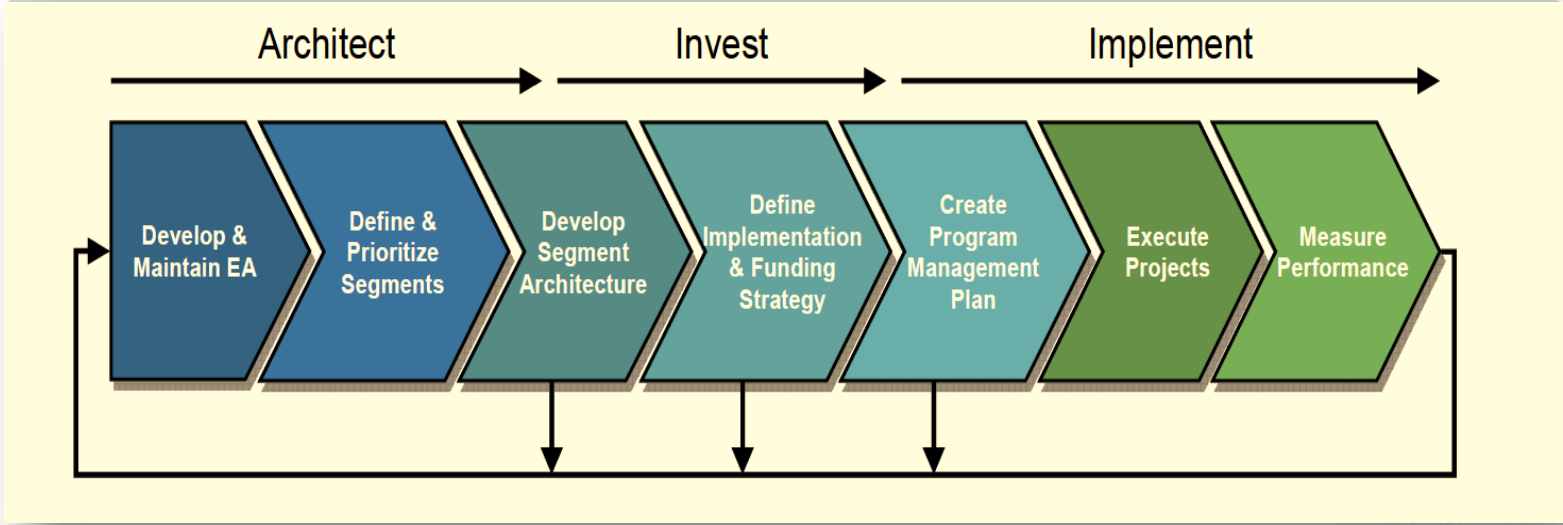 Architect
Invest
Implement
Develop &
Maintain EA
Define &
Prioritize
Segments
Develop
Segment
Architecture
Define
Implementation
& Funding
Strategy
Create
Program
Management
Plan
Execute
Projects
Measure
Performance